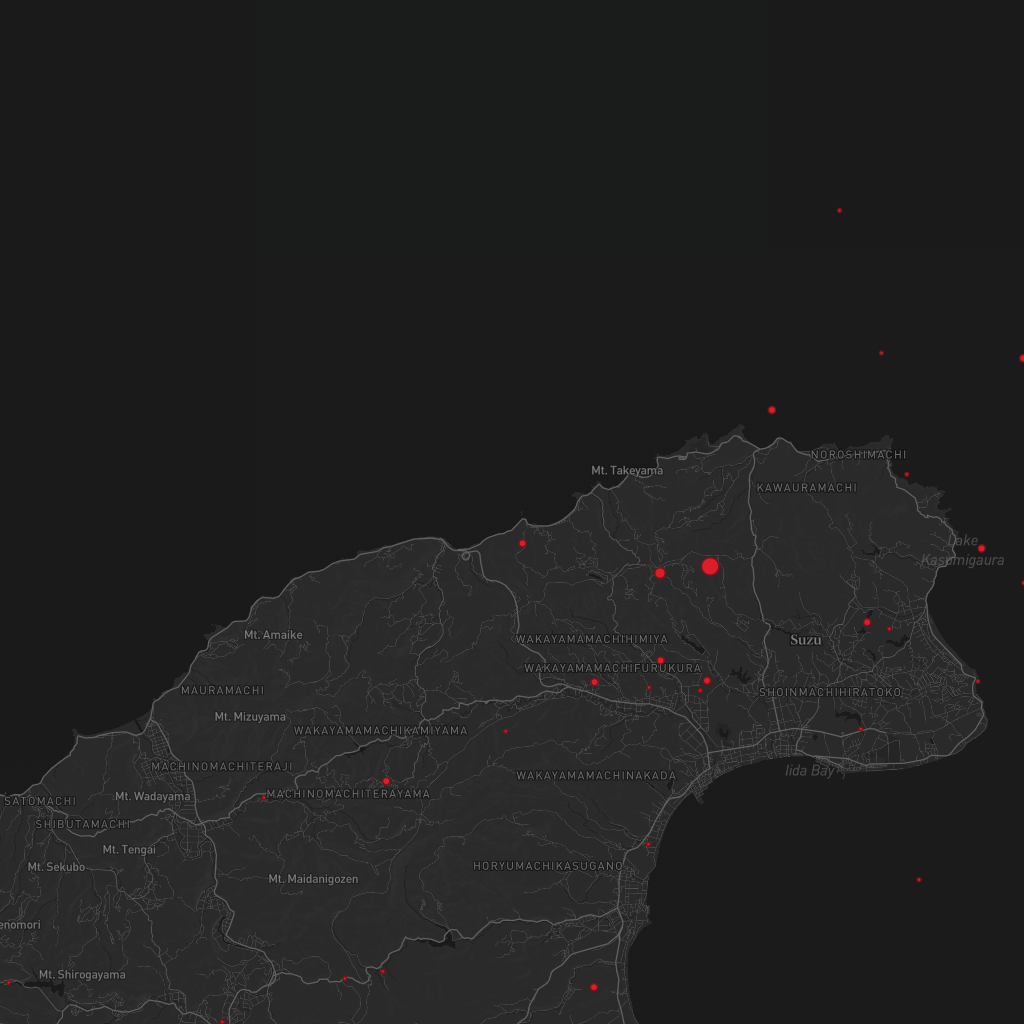 NOROSHIMACHI
Mt. Takeyama
KAWAURAMACHI
Lake
Kasumigaura
Mt. Amaike
WAKAYAMAMACHIHIMIYA
Suzu
WAKAYAMAMACHIFURUKURA
MAURAMACHI
SHOINMACHIHIRATOKO
Mt. Mizuyama
WAKAYAMAMACHIKAMIYAMA
MACHINOMACHITERAJI
Iida Bay
WAKAYAMAMACHINAKADA
MACHINOMACHITERAYAMA
Mt. Wadayama
SATOMACHI
SHIBUTAMACHI
Mt. Tengai
Mt. Sekubo
HORYUMACHIKASUGANO
Mt. Maidanigozen
enomori
Mt. Shirogayama